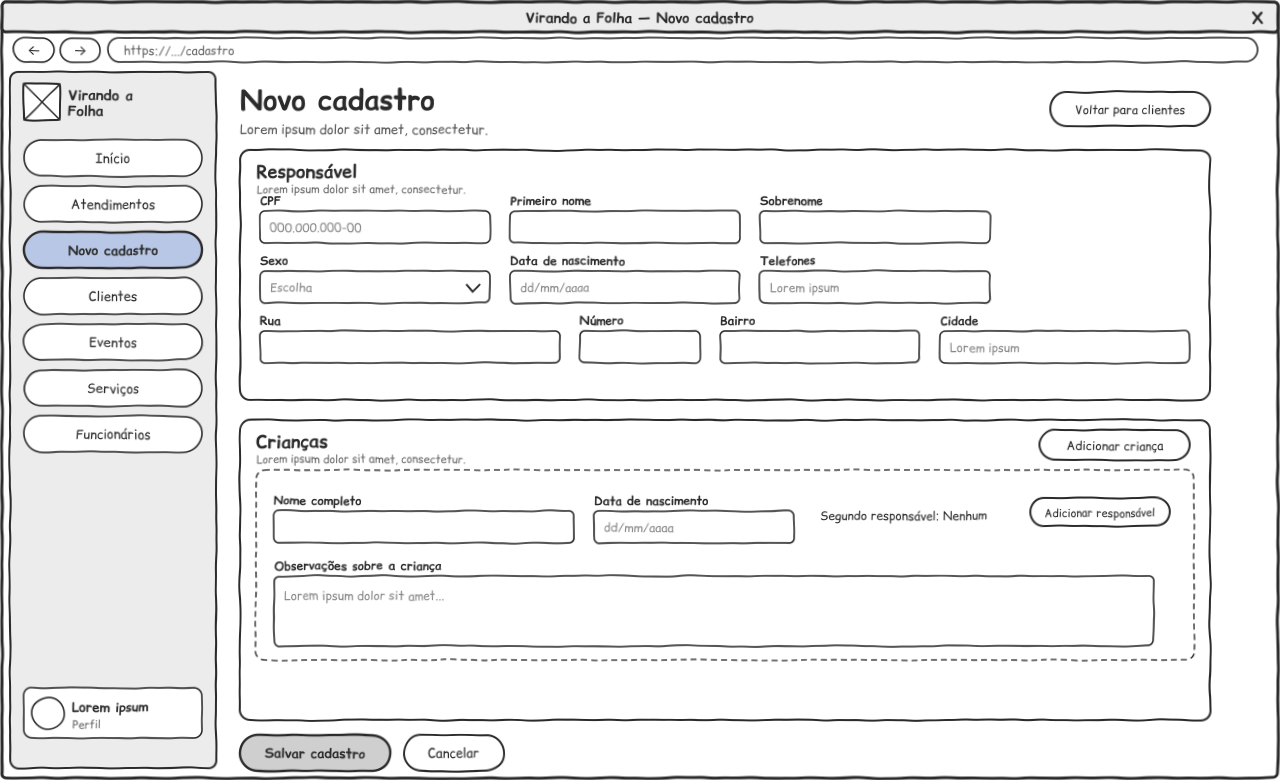 Virando a Folha — Novo cadastro X
← →
https://.../cadastro
Virando a
Folha
Início
Atendimentos
Novo cadastro
Clientes
Eventos
Serviços
Funcionários
Lorem ipsum
Perfil
Novo cadastro
Lorem ipsum dolor sit amet, consectetur.
Voltar para clientes
Responsável
Lorem ipsum dolor sit amet, consectetur.
CPF Primeiro nome Sobrenome
000.000.000-00
Sexo Data de nascimento Telefones
Escolha dd/mm/aaaa Lorem ipsum
Rua Número Bairro Cidade
Lorem ipsum
Crianças
Adicionar criança
Lorem ipsum dolor sit amet, consectetur.
Nome completo Data de nascimento
dd/mm/aaaa
Segundo responsável: Nenhum
Adicionar responsável
Observações sobre a criança
Lorem ipsum dolor sit amet...
Salvar cadastro Cancelar